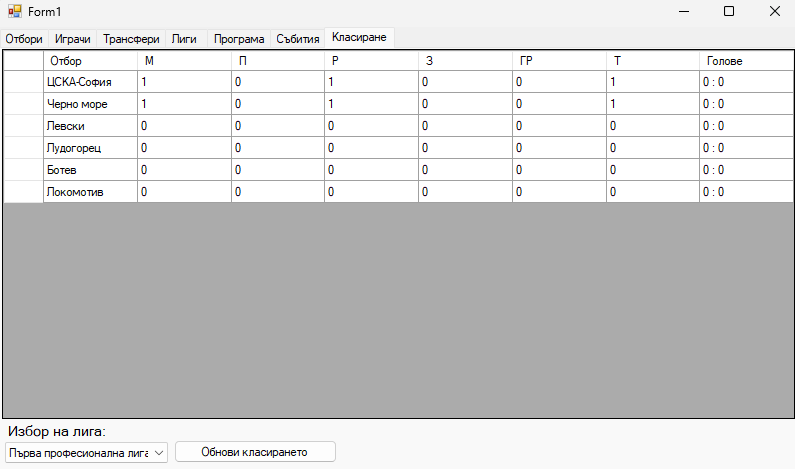 Form1
Отбори Играчи Трансфери Лиги Програма Събития Класиране
Отбор М П Р З ГР Т Голове
ЦСКА-София 1 0 1 0 0 1 0 : 0
Черно море 1 0 1 0 0 1 0 : 0
Левски 0 0 0 0 0 0 0 : 0
Лудогорец 0 0 0 0 0 0 0 : 0
Ботев 0 0 0 0 0 0 0 : 0
Локомотив 0 0 0 0 0 0 0 : 0
Избор на лига:
Първа професионална лига Обнови класирането